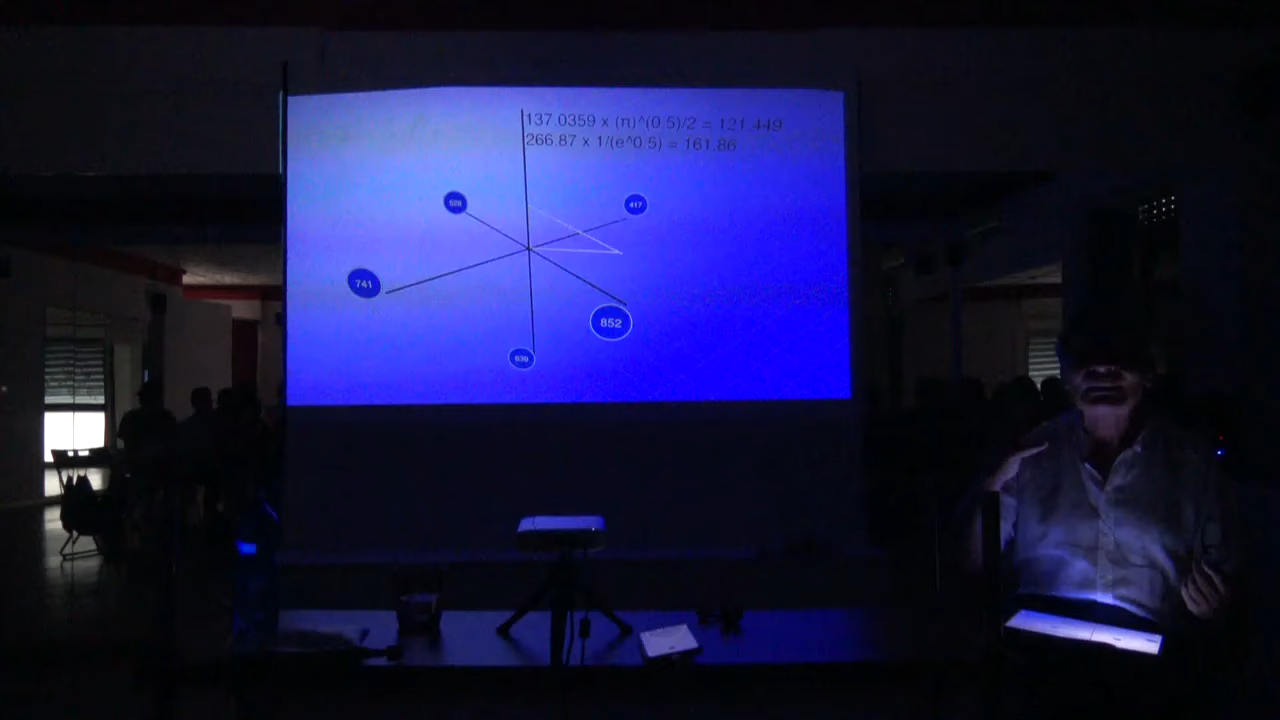 137.0359 x (π)^(0.5)/2 = 121.449
266.87 x 1/(e^0.5) = 161.86
528
417
741
852
639